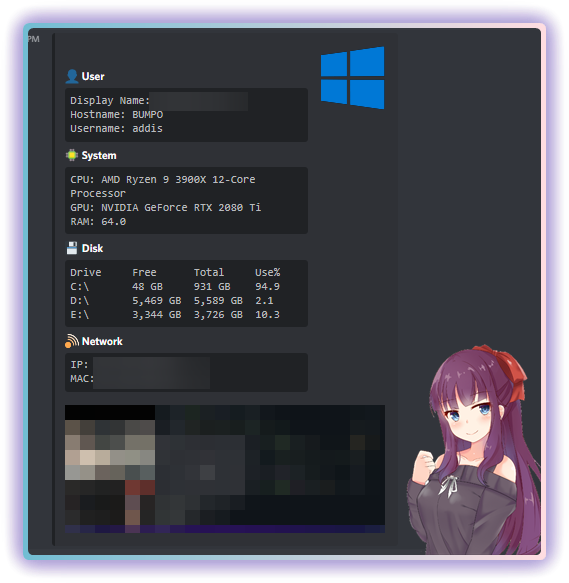 PM
User
Display Name:
Hostname: BUMPO
Username: addis
System
CPU: AMD Ryzen 9 3900X 12-Core
Processor
GPU: NVIDIA GeForce RTX 2080 Ti
RAM: 64.0
Disk
Drive Free Total Use%
C:\ 48 GB 931 GB 94.9
D:\ 5,469 GB 5,589 GB 2.1
E:\ 3,344 GB 3,726 GB 10.3
Network
IP:
MAC: